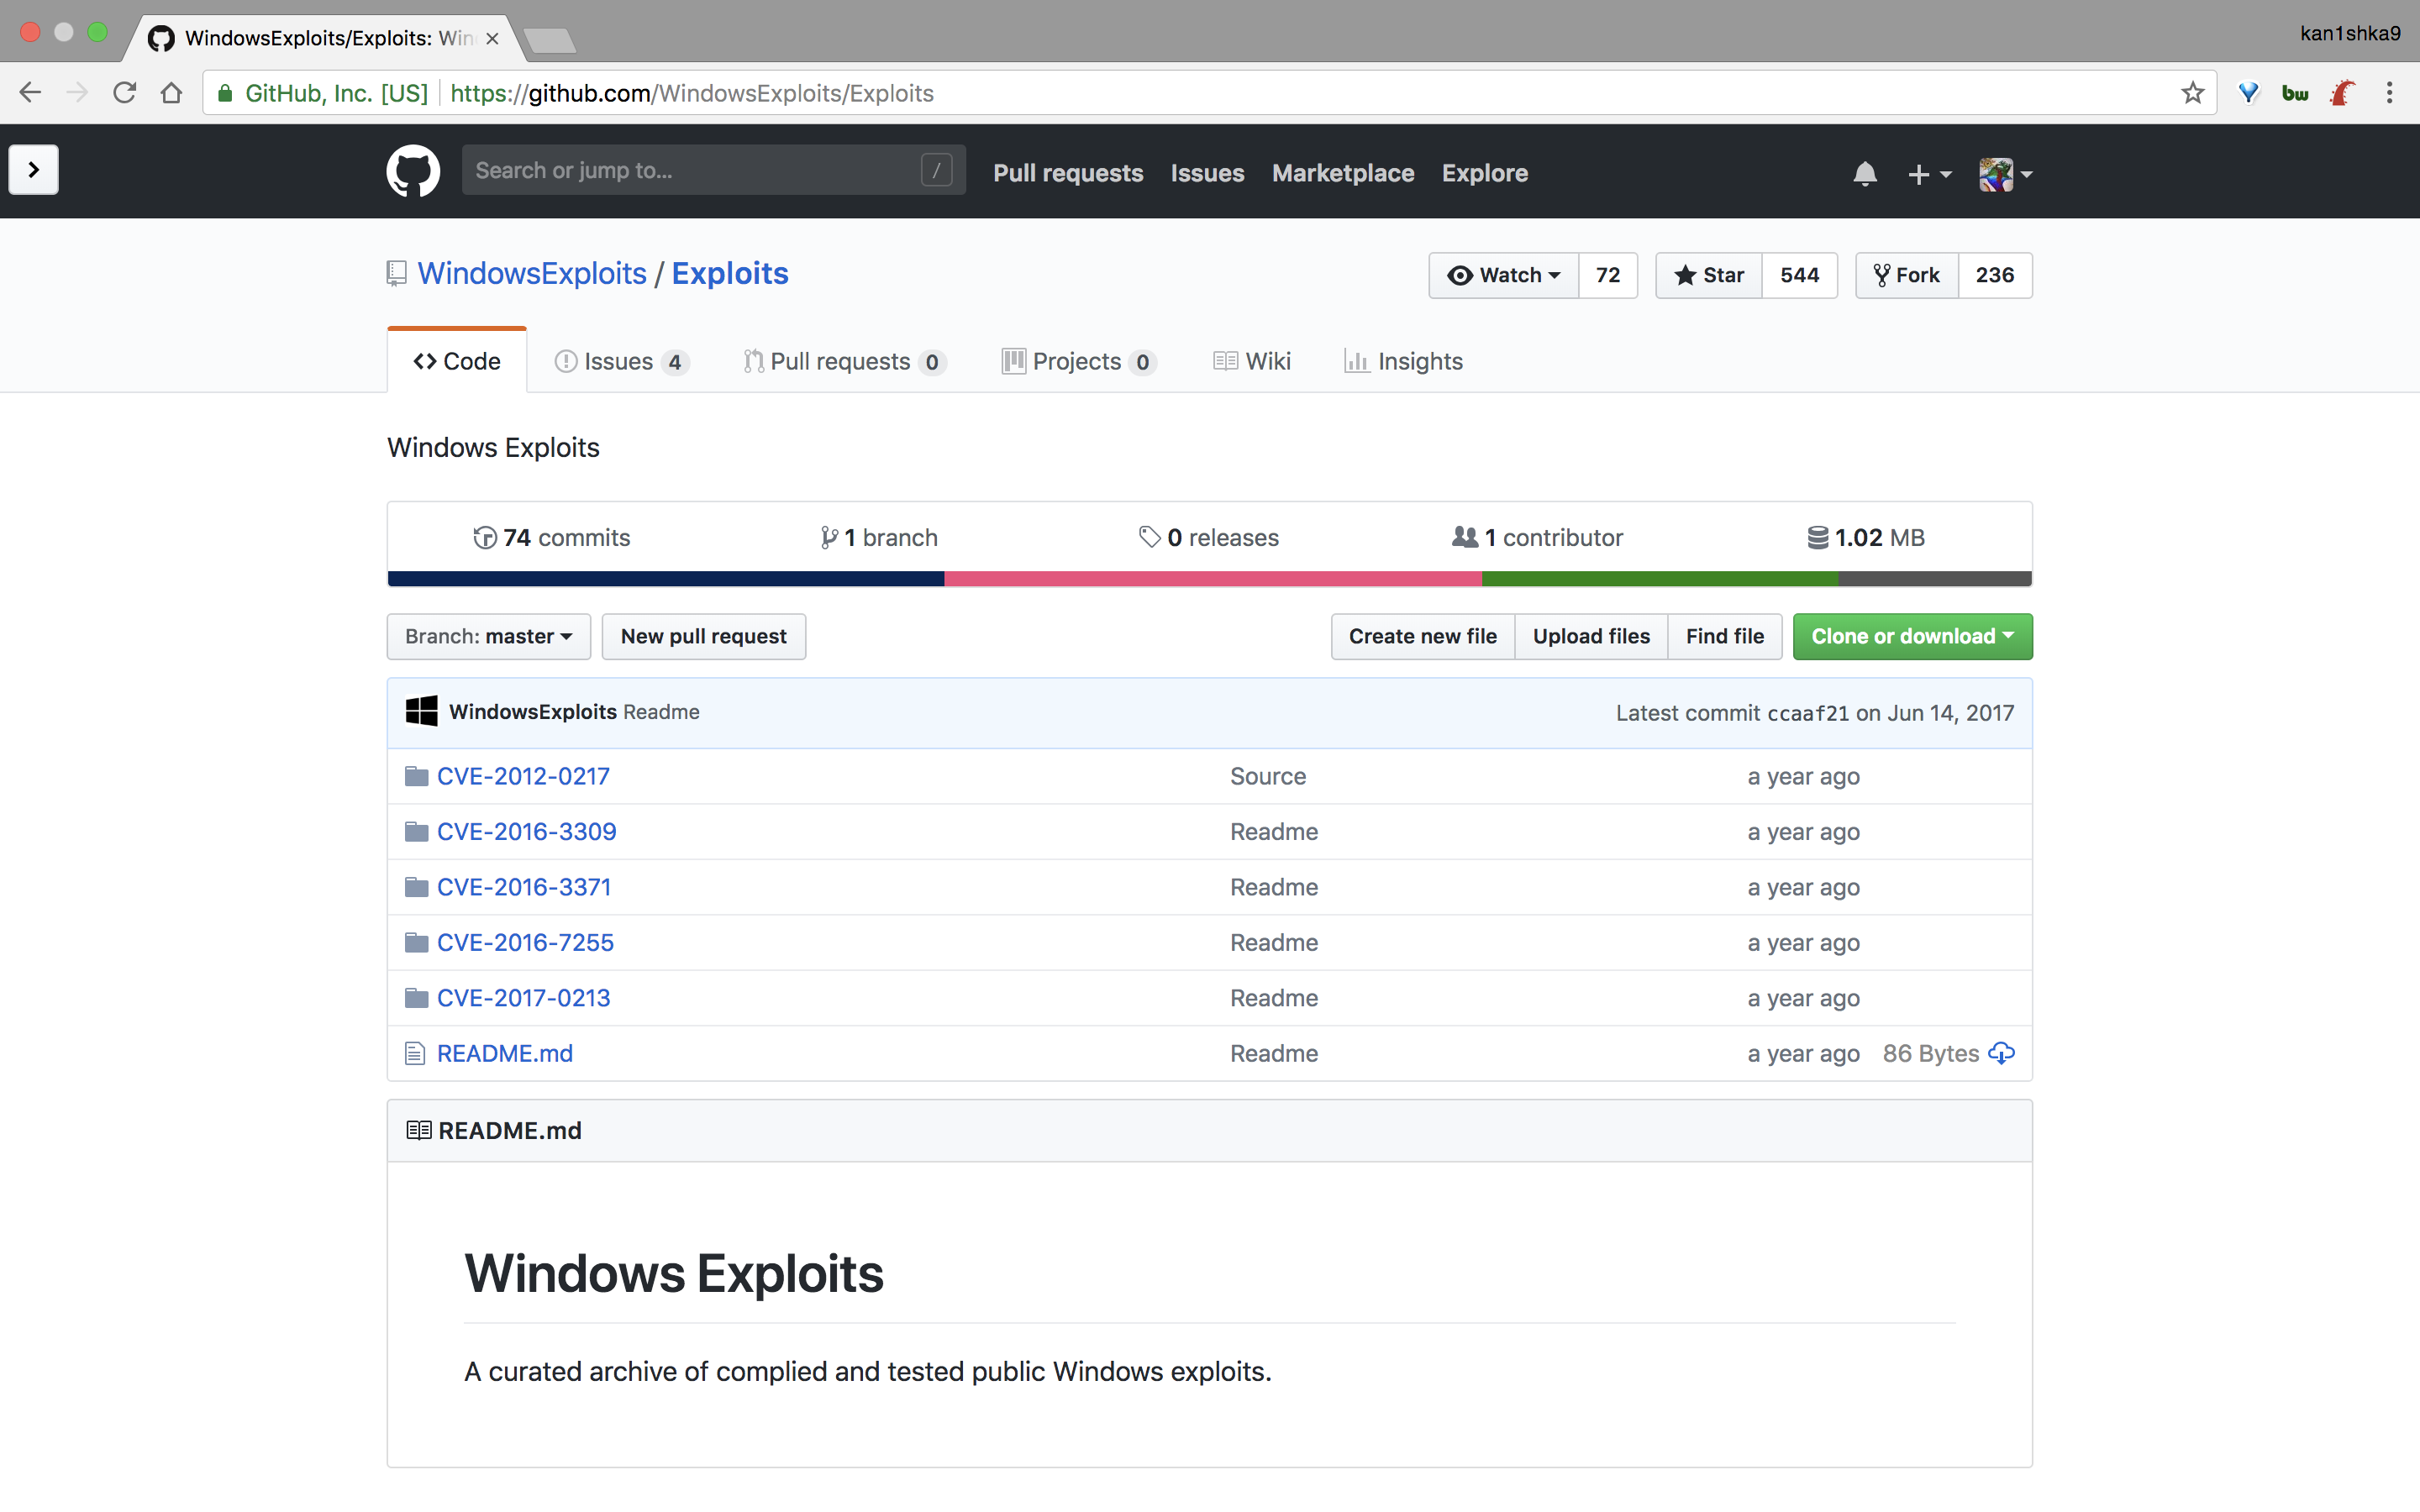 WindowsExploits/Exploits: Win
kan1shka9
GitHub, Inc. [US] https://github.com/WindowsExploits/Exploits
bw
Search or jump to... / Pull requests Issues Marketplace Explore
WindowsExploits / Exploits
Watch 72 Star 544 Fork 236
Code Issues 4 Pull requests 0 Projects 0 Wiki Insights
Windows Exploits
74 commits 1 branch 0 releases 1 contributor 1.02 MB
Branch: master New pull request Create new file Upload files Find file Clone or download
WindowsExploits Readme Latest commit ccaaf21 on Jun 14, 2017
CVE-2012-0217 Source a year ago
CVE-2016-3309 Readme a year ago
CVE-2016-3371 Readme a year ago
CVE-2016-7255 Readme a year ago
CVE-2017-0213 Readme a year ago
README.md Readme a year ago 86 Bytes
README.md
Windows Exploits
A curated archive of complied and tested public Windows exploits.